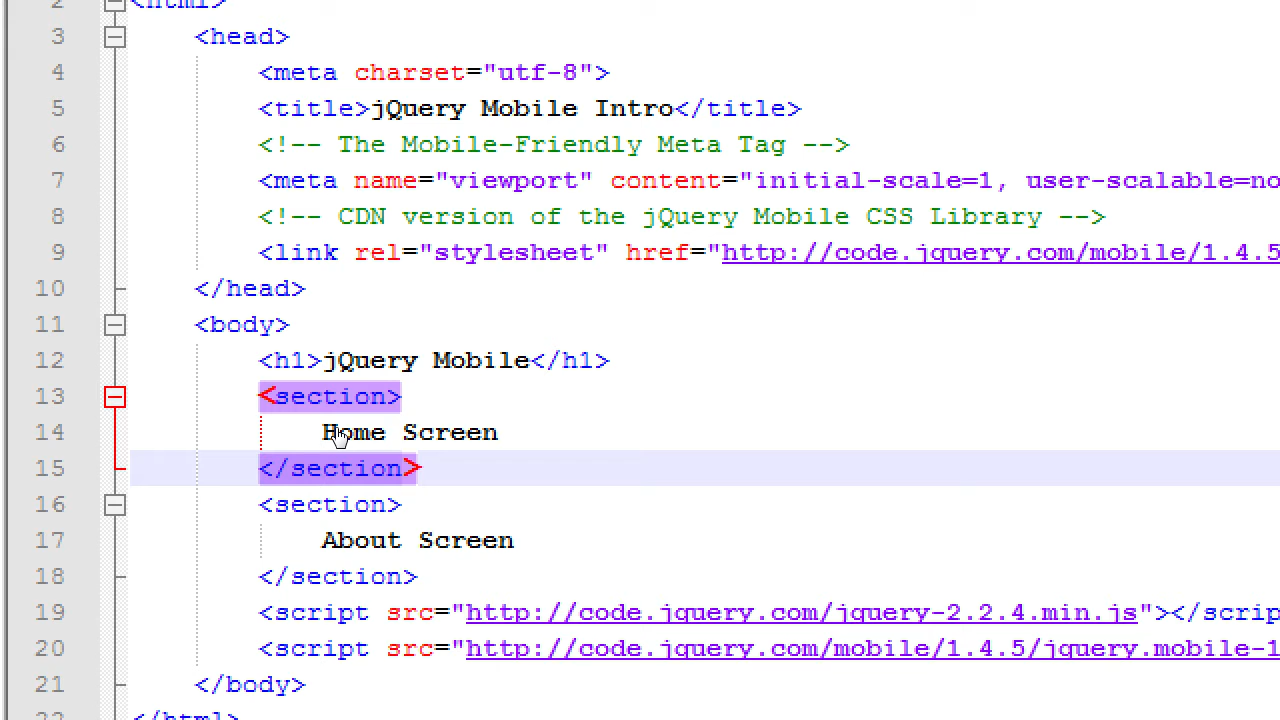 2 <html>
3 <head>
4 <meta charset="utf-8">
5 <title>jQuery Mobile Intro</title>
6 <!-- The Mobile-Friendly Meta Tag -->
7 <meta name="viewport" content="initial-scale=1, user-scalable=no
8 <!-- CDN version of the jQuery Mobile CSS Library -->
9 <link rel="stylesheet" href="http://code.jquery.com/mobile/1.4.5
10 </head>
11 <body>
12 <h1>jQuery Mobile</h1>
13 <section>
14 Home Screen
15 </section>
16 <section>
17 About Screen
18 </section>
19 <script src="http://code.jquery.com/jquery-2.2.4.min.js"></scrip
20 <script src="http://code.jquery.com/mobile/1.4.5/jquery.mobile-1
21 </body>
22 </html>